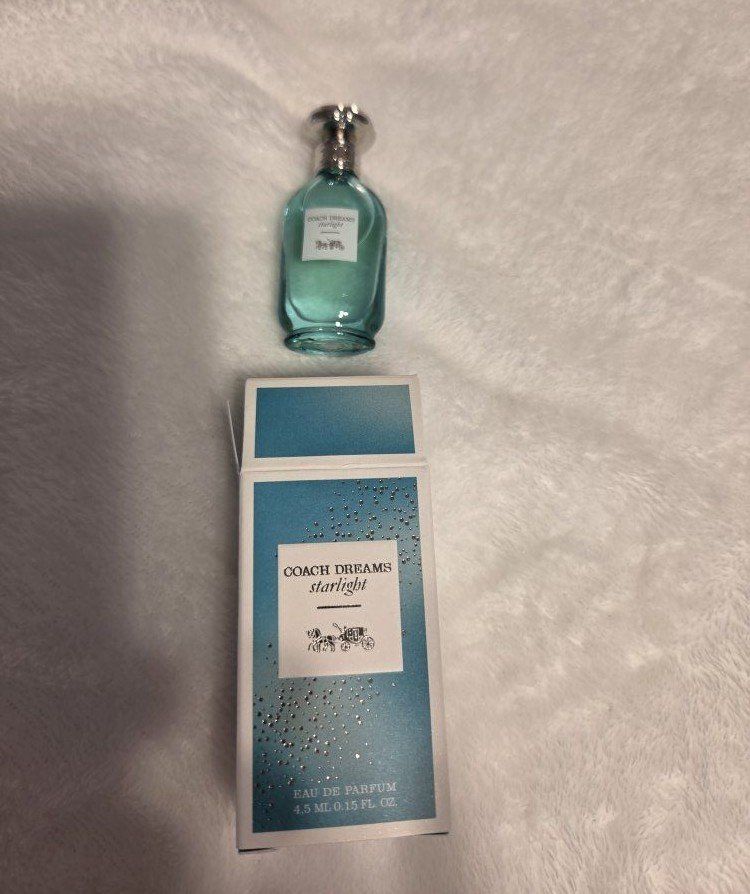 COACH DREAMS
starlight
COACH DREAMS
starlight
EAU DE PARFUM
4.5 ML 0.15 FL. OZ.